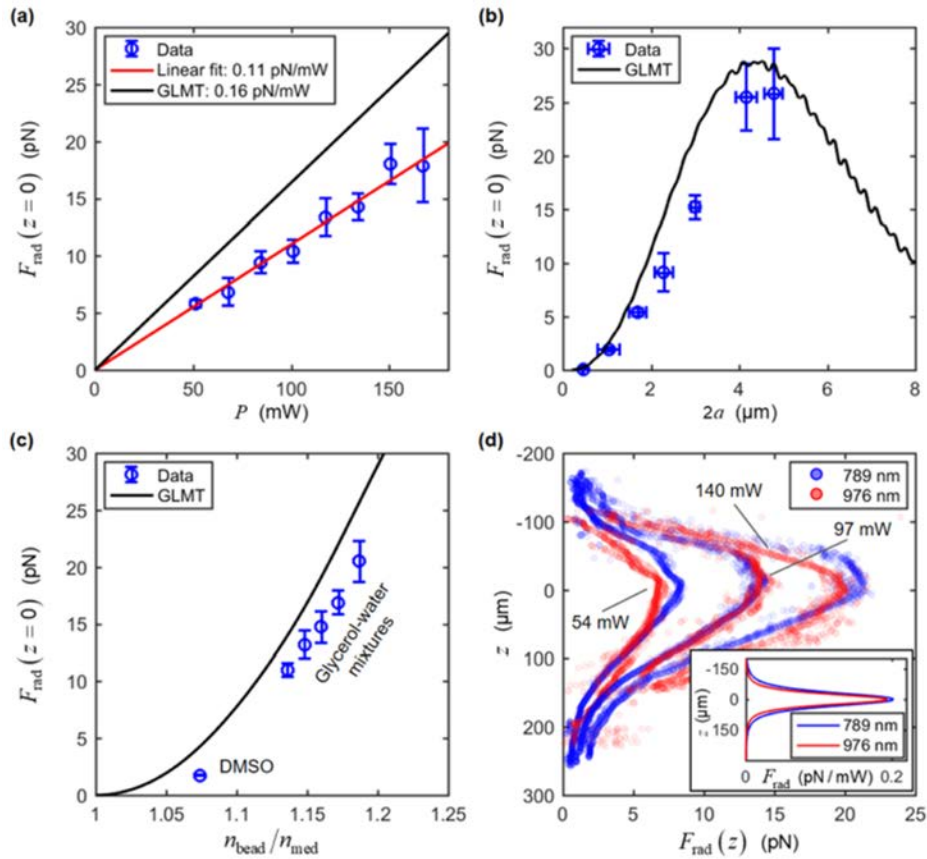 (a)
30
25
20
15
10
5
0
F_rad (z = 0) (pN)
Data
Linear fit: 0.11 pN/mW
GLMT: 0.16 pN/mW
0 50 100 150
P (mW)
(b)
30
25
20
15
10
5
0
F_rad (z = 0) (pN)
Data
GLMT
0 2 4 6 8
2a (μm)
(c)
30
25
20
15
10
5
0
F_rad (z = 0) (pN)
Data
GLMT
Glycerol-water
mixtures
DMSO
1 1.05 1.1 1.15 1.2 1.25
n_bead/n_med
(d)
-200
-100
0
100
200
300
z (μm)
789 nm
976 nm
140 mW
97 mW
54 mW
-150
0
150
z (μm)
789 nm
976 nm
0 0.2
F_rad (pN / mW)
0 5 10 15 20 25
F_rad(z) (pN)